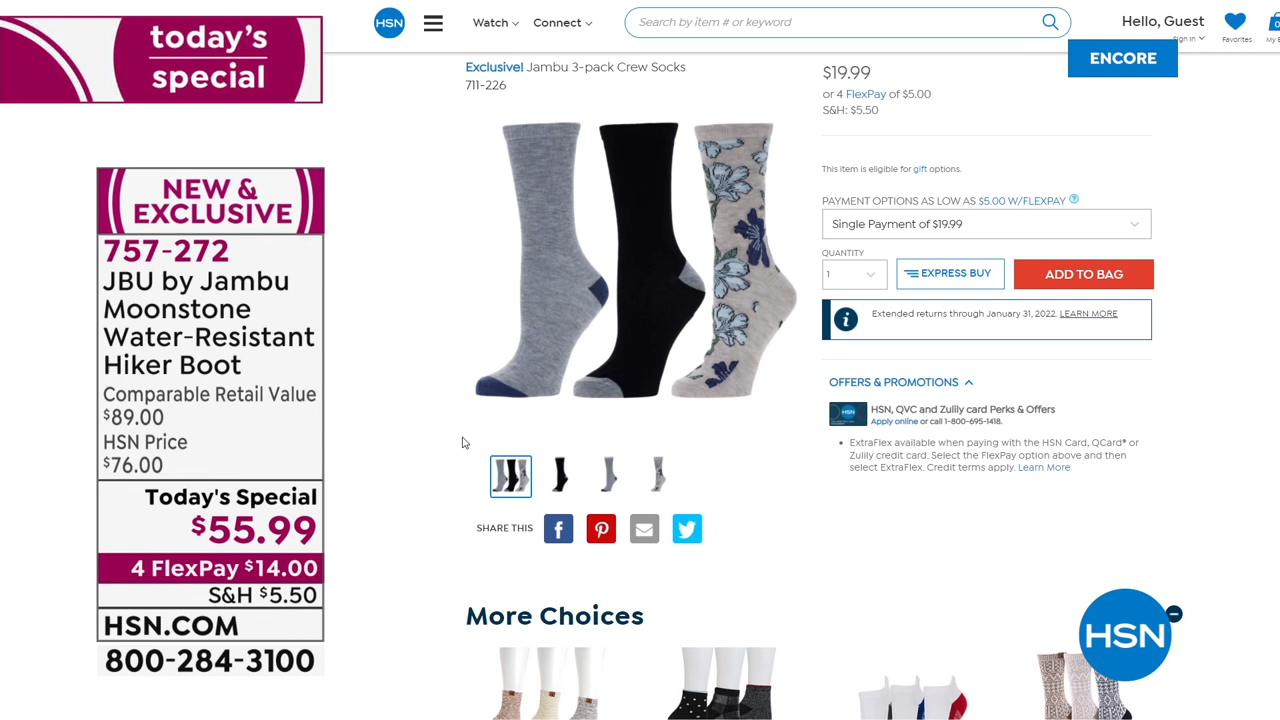 today's
special
NEW &
EXCLUSIVE
757-272
JBU by Jambu
Moonstone
Water-Resistant
Hiker Boot
Comparable Retail Value
$89.00
HSN Price
$76.00
Today's Special
$55.99
4 FlexPay $14.00
S&H $5.50
HSN.COM
800-284-3100
HSN
Watch
Connect
Search by item # or keyword
Hello, Guest
Sign In
Favorites
ENCORE
Exclusive! Jambu 3-pack Crew Socks
711-226
$19.99
or 4 FlexPay of $5.00
S&H: $5.50
This item is eligible for gift options.
PAYMENT OPTIONS AS LOW AS $5.00 W/FLEXPAY ?
Single Payment of $19.99
QUANTITY
1
EXPRESS BUY
ADD TO BAG
i
Extended returns through January 31, 2022. LEARN MORE
OFFERS & PROMOTIONS
HSN
HSN, QVC and Zulily card Perks & Offers
Apply online or call 1-800-695-1418.
• ExtraFlex available when paying with the HSN Card, QCard® or
Zulily credit card. Select the FlexPay option above and then
select ExtraFlex. Credit terms apply. Learn More
SHARE THIS
More Choices
HSN